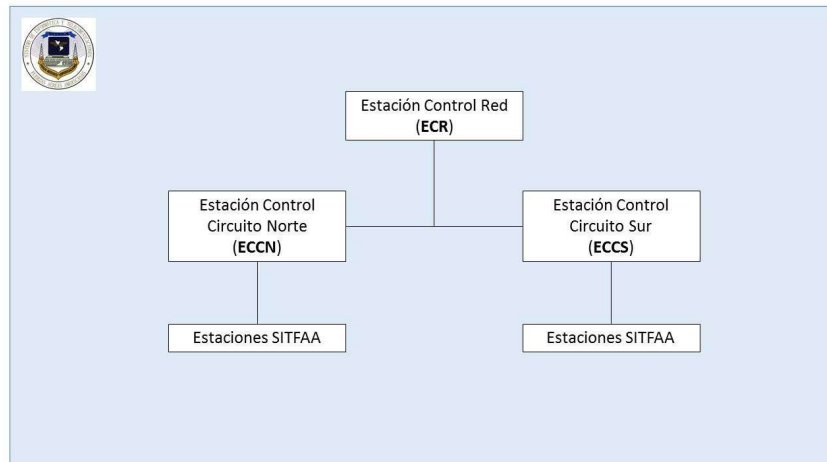 Estación Control Red
(ECR)
Estación Control
Circuito Norte
(ECCN)
Estación Control
Circuito Sur
(ECCS)
Estaciones SITFAA
Estaciones SITFAA